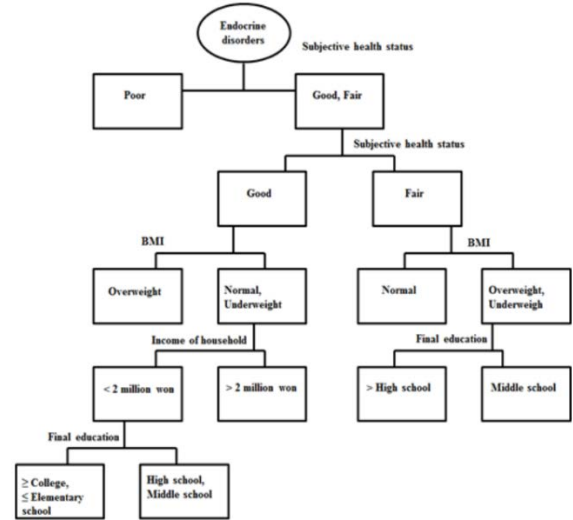 Endocrine
disorders
Subjective health status
Poor
Good, Fair
Subjective health status
Good
Fair
BMI
BMI
Overweight
Normal,
Underweight
Normal
Overweight,
Underweigh
Income of household
Final education
< 2 million won
> 2 million won
> High school
Middle school
Final education
≥ College,
≤ Elementary
school
High school,
Middle school